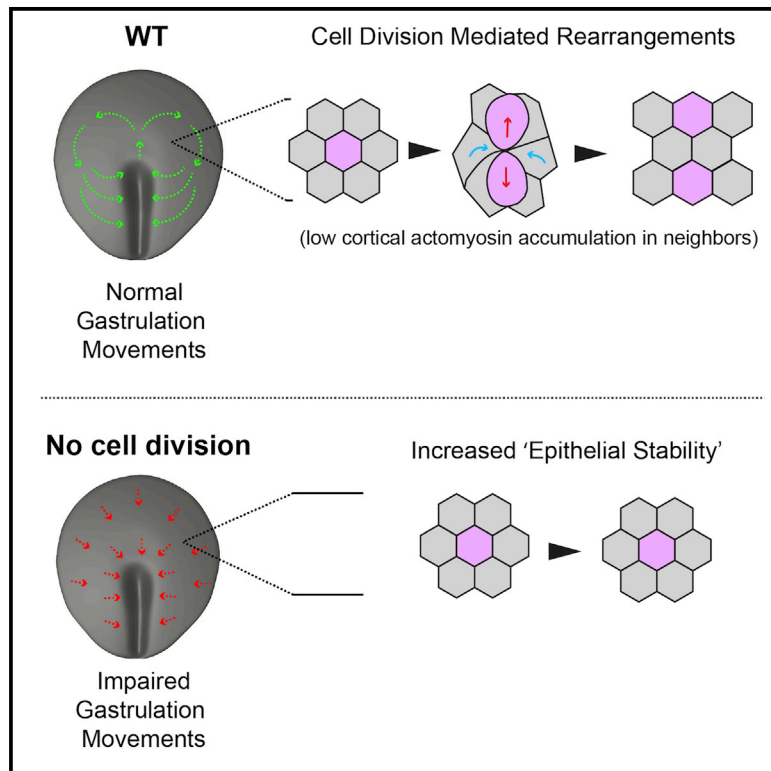 WT
Cell Division Mediated Rearrangements
(low cortical actomyosin accumulation in neighbors)
Normal
Gastrulation
Movements
No cell division
Increased 'Epithelial Stability'
Impaired
Gastrulation
Movements